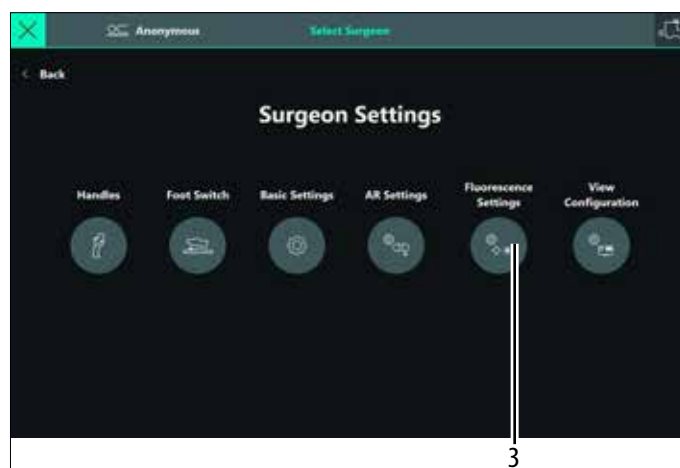 Anonymous
Select Surgeon
Back
Surgeon Settings
Handles
Foot Switch
Basic Settings
AR Settings
Fluorescence
Settings
View
Configuration
3